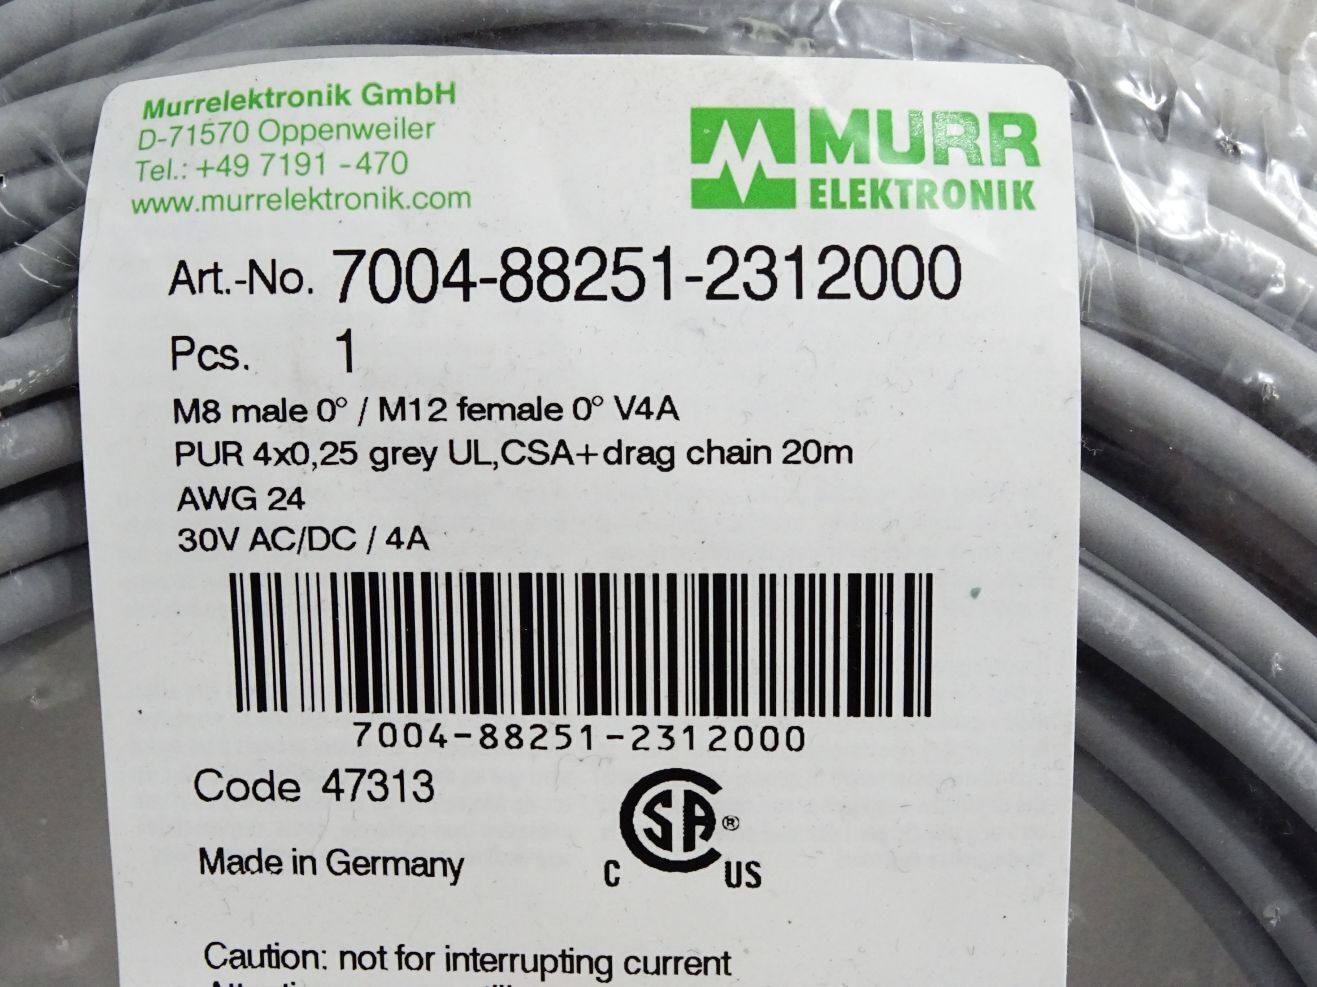 Murrelektronik GmbH
D-71570 Oppenweiler
Tel.: +49 7191 -470
www.murrelektronik.com
MURR
ELEKTRONIK
Art.-No. 7004-88251-2312000
Pcs. 1
M8 male 0° / M12 female 0° V4A
PUR 4x0,25 grey UL,CSA+drag chain 20m
AWG 24
30V AC/DC / 4A
7004-88251-2312000
Code 47313
Made in Germany
C SA ® US
Caution: not for interrupting current